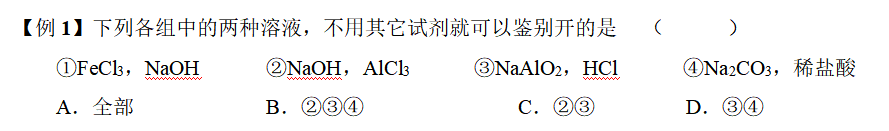 【例 1】下列各组中的两种溶液，不用其它试剂就可以鉴别开的是 （ ）
①FeCl₃，NaOH ②NaOH，AlCl₃ ③NaAlO₂，HCl ④Na₂CO₃，稀盐酸
A．全部 B．②③④ C．②③ D．③④